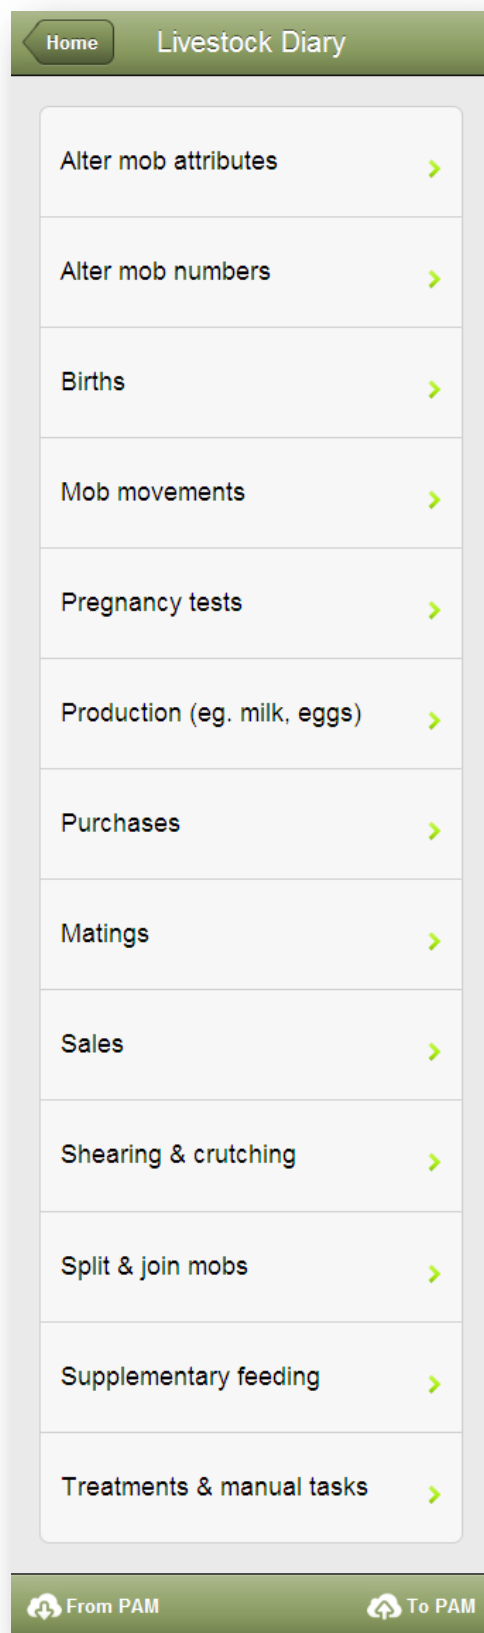 Home
Livestock Diary
Alter mob attributes
Alter mob numbers
Births
Mob movements
Pregnancy tests
Production (eg. milk, eggs)
Purchases
Matings
Sales
Shearing & crutching
Split & join mobs
Supplementary feeding
Treatments & manual tasks
From PAM
To PAM